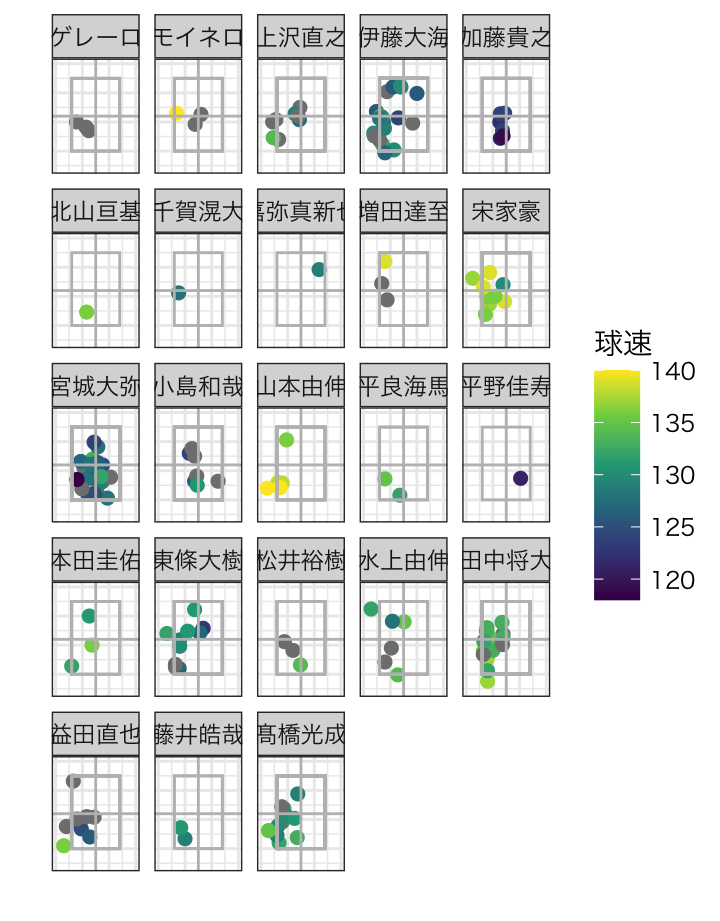 ゲレーロ
モイネロ
上沢直之
伊藤大海
加藤貴之
北山亘基
千賀滉大
喜弥真新也
増田達至
宋家豪
宮城大弥
小島和哉
山本由伸
平良海馬
平野佳寿
本田圭佑
東條大樹
松井裕樹
水上由伸
田中将大
益田直也
藤井皓哉
髙橋光成
球速
140
135
130
125
120